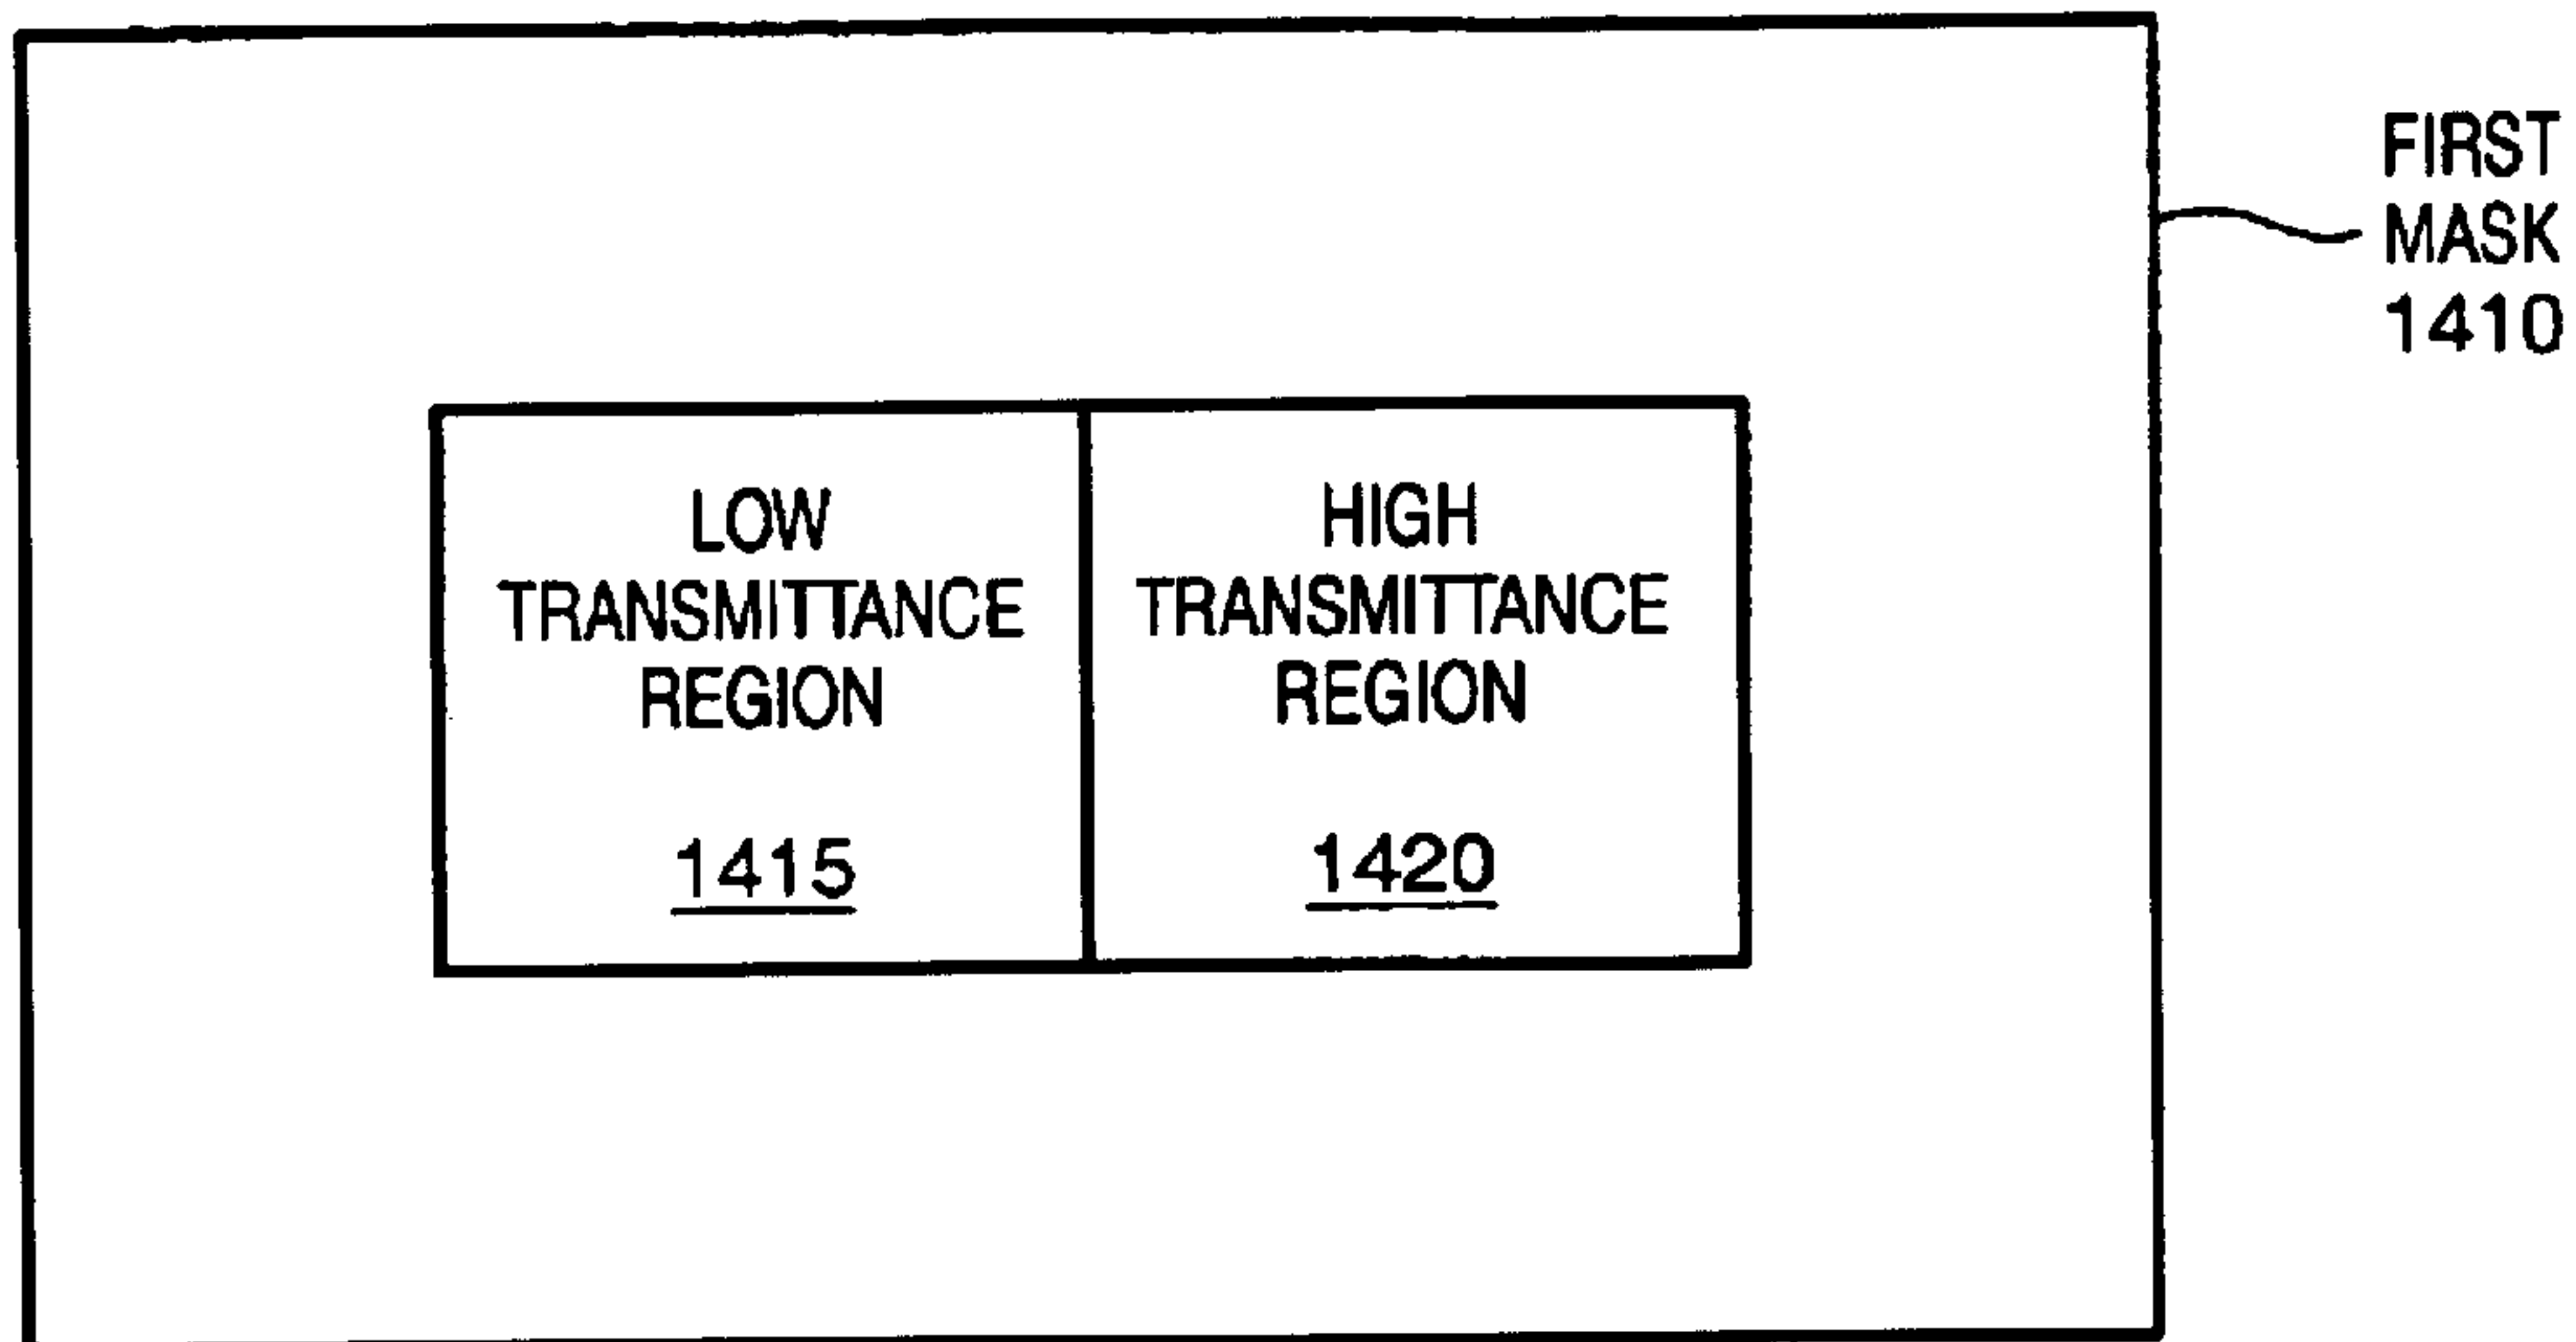 FIRST
MASK
1410
LOW
TRANSMITTANCE
REGION
1415
HIGH
TRANSMITTANCE
REGION
1420